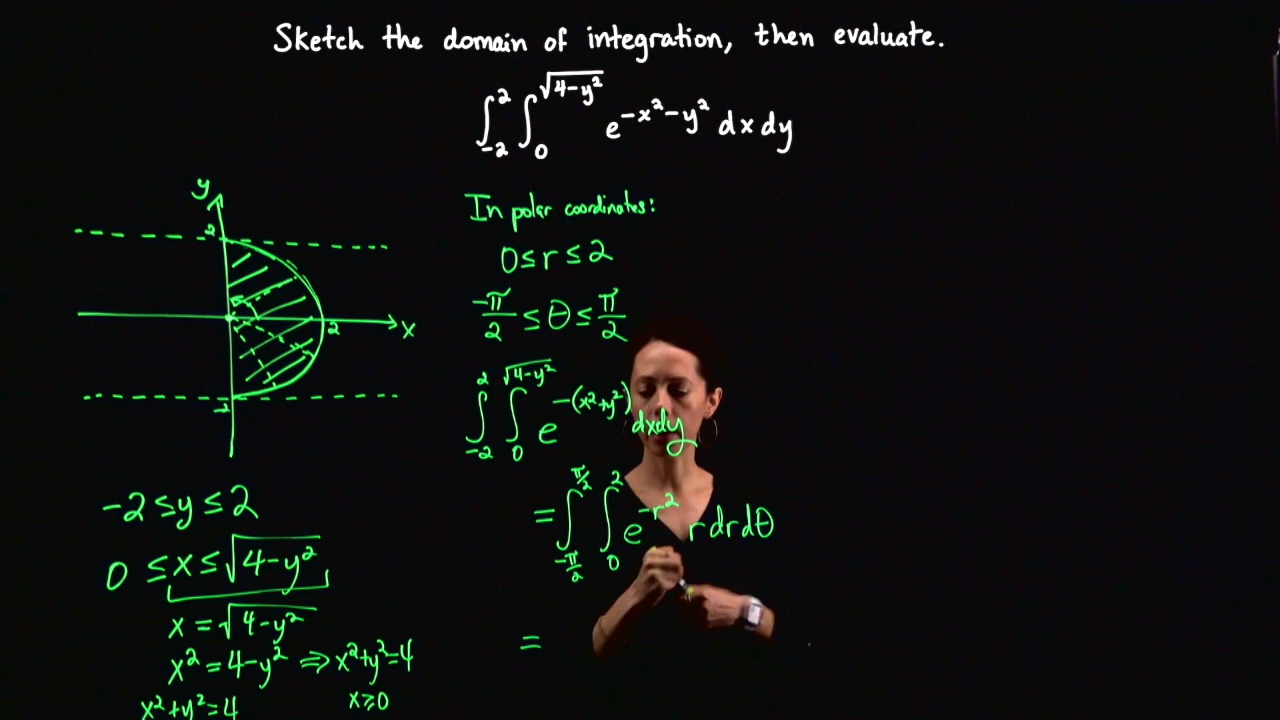 Sketch the domain of integration, then evaluate.
∫_{-2}^{2} ∫_{0}^{√(4-y²)} e^{-x²-y²} dx dy
y
2
2
x
-2
-2 ≤ y ≤ 2
0 ≤ x ≤ √(4-y²)
x = √(4-y²)
x² = 4-y² ⇒ x²+y²=4
x²+y²=4
x≥0
In polar coordinates:
0 ≤ r ≤ 2
-π/2 ≤ θ ≤ π/2
∫_{-2}^{2} ∫_{0}^{√(4-y²)} e^{-(x²+y²)} dxdy
= ∫_{-π/2}^{π/2} ∫_{0}^{2} e^{-r²} r dr dθ
=